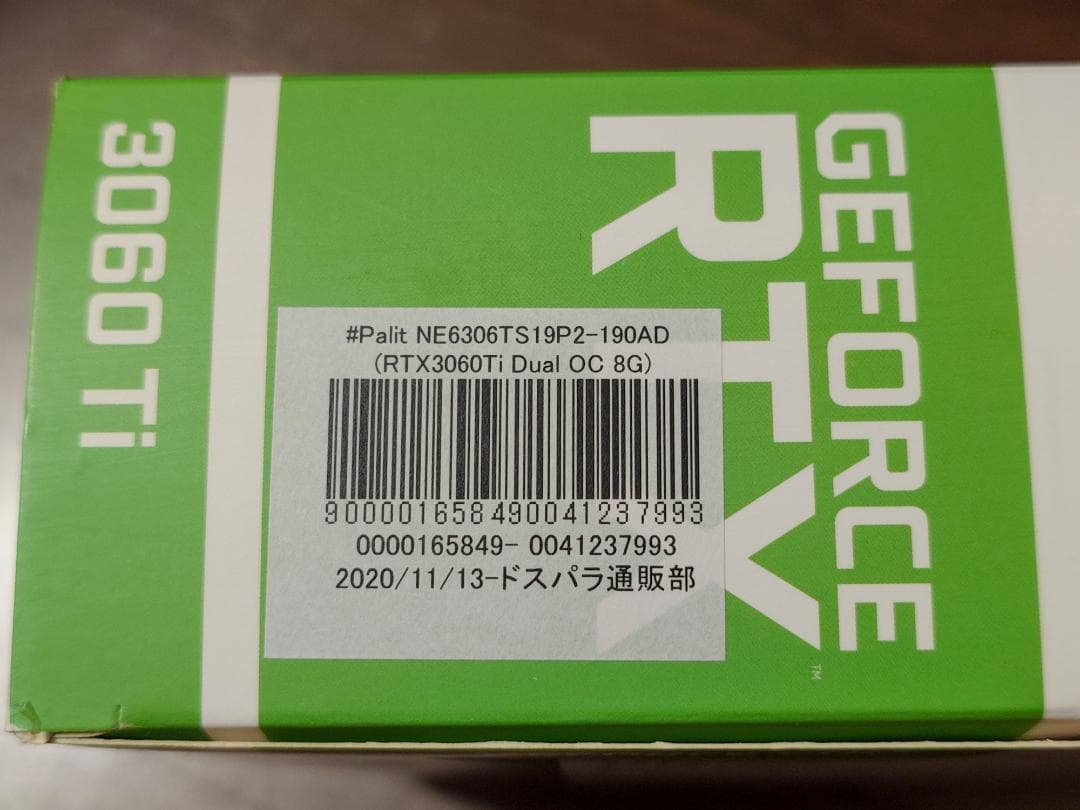 GEFORCE
RTX
™
3060 Ti
#Palit NE6306TS19P2-190AD
(RTX3060Ti Dual OC 8G)
900001658490041237993
0000165849- 0041237993
2020/11/13-ドスパラ通販部